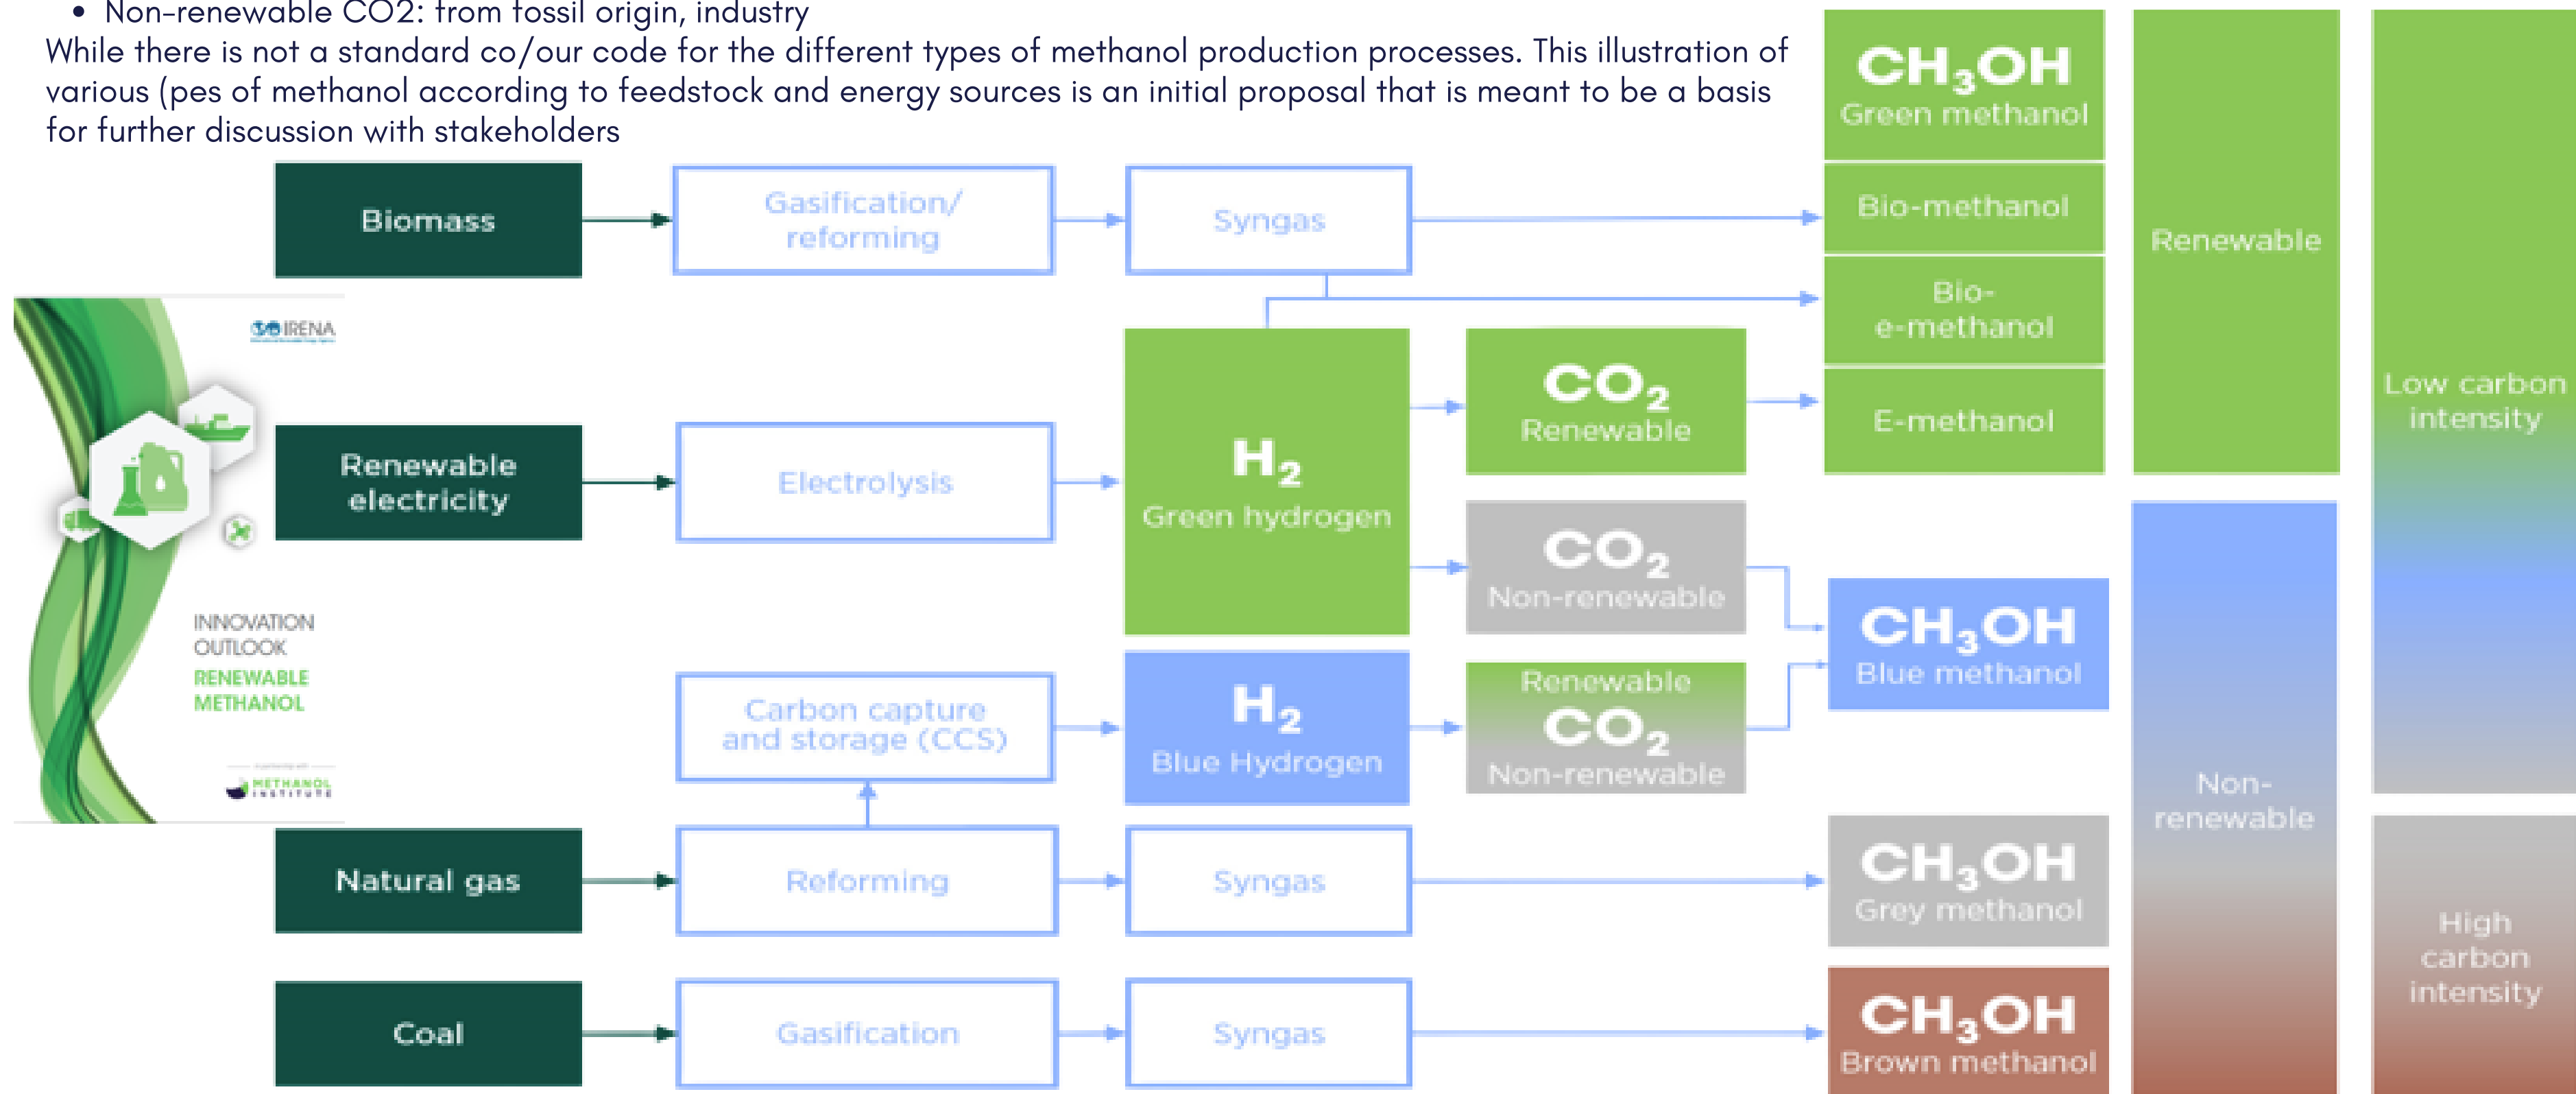 • Non-renewable CO2: from fossil origin, industry
While there is not a standard co/our code for the different types of methanol production processes. This illustration of
various (pes of methanol according to feedstock and energy sources is an initial proposal that is meant to be a basis
for further discussion with stakeholders
CH3OH
Green methanol
Biomass
Gasification/
reforming
Syngas
Bio-methanol
Bio-
e-methanol
E-methanol
Renewable
Low carbon
intensity
IRENA
INNOVATION
OUTLOOK
RENEWABLE
METHANOL
METHANOL
INSTITUTE
Renewable
electricity
Electrolysis
H2
Green hydrogen
CO2
Renewable
CO2
Non-renewable
Carbon capture
and storage (CCS)
H2
Blue Hydrogen
Renewable
CO2
Non-renewable
CH3OH
Blue methanol
Non-
renewable
Natural gas
Reforming
Syngas
CH3OH
Grey methanol
High
carbon
intensity
Coal
Gasification
Syngas
CH3OH
Brown methanol